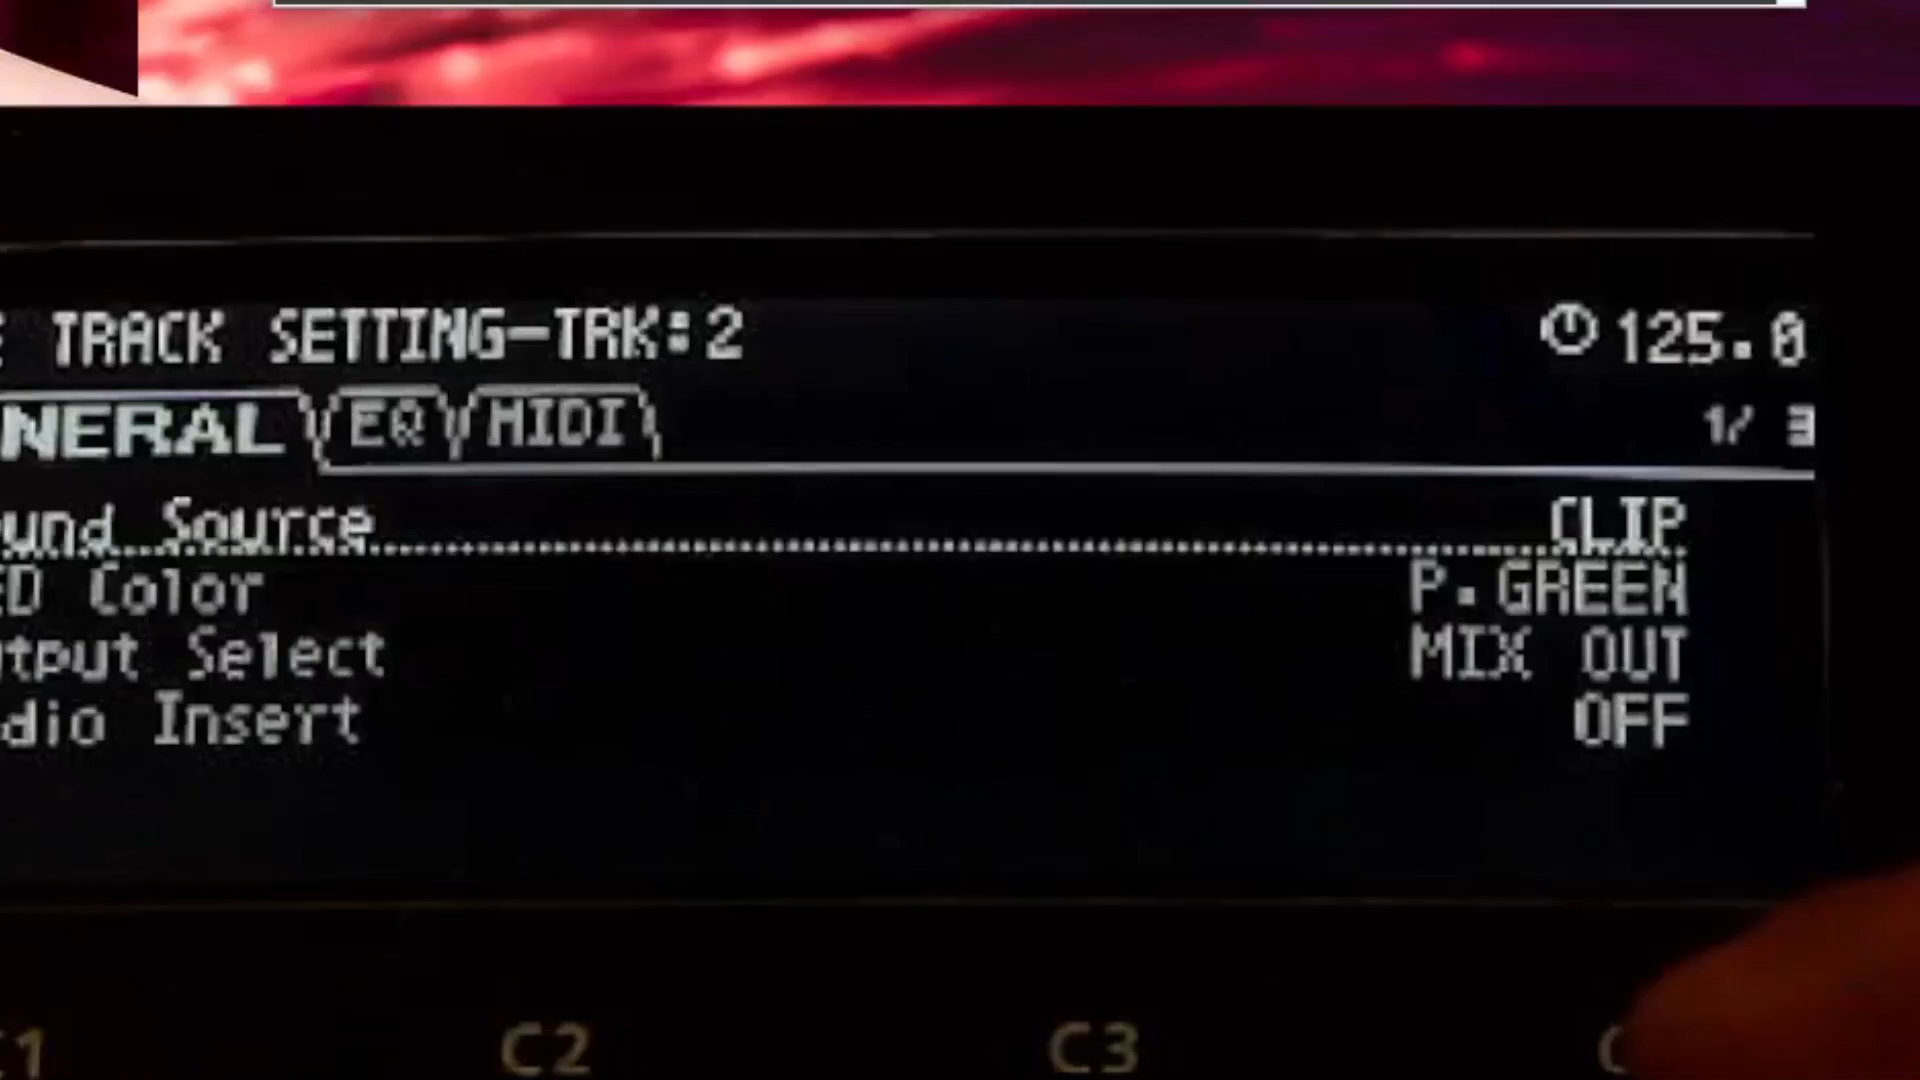 TRACK SETTING-TRK:2 125.0
NERAL EQ MIDI 1/ 3
und Source CLIP
ED Color P.GREEN
tput Select MIX OUT
dio Insert OFF
C1 C2 C3 C